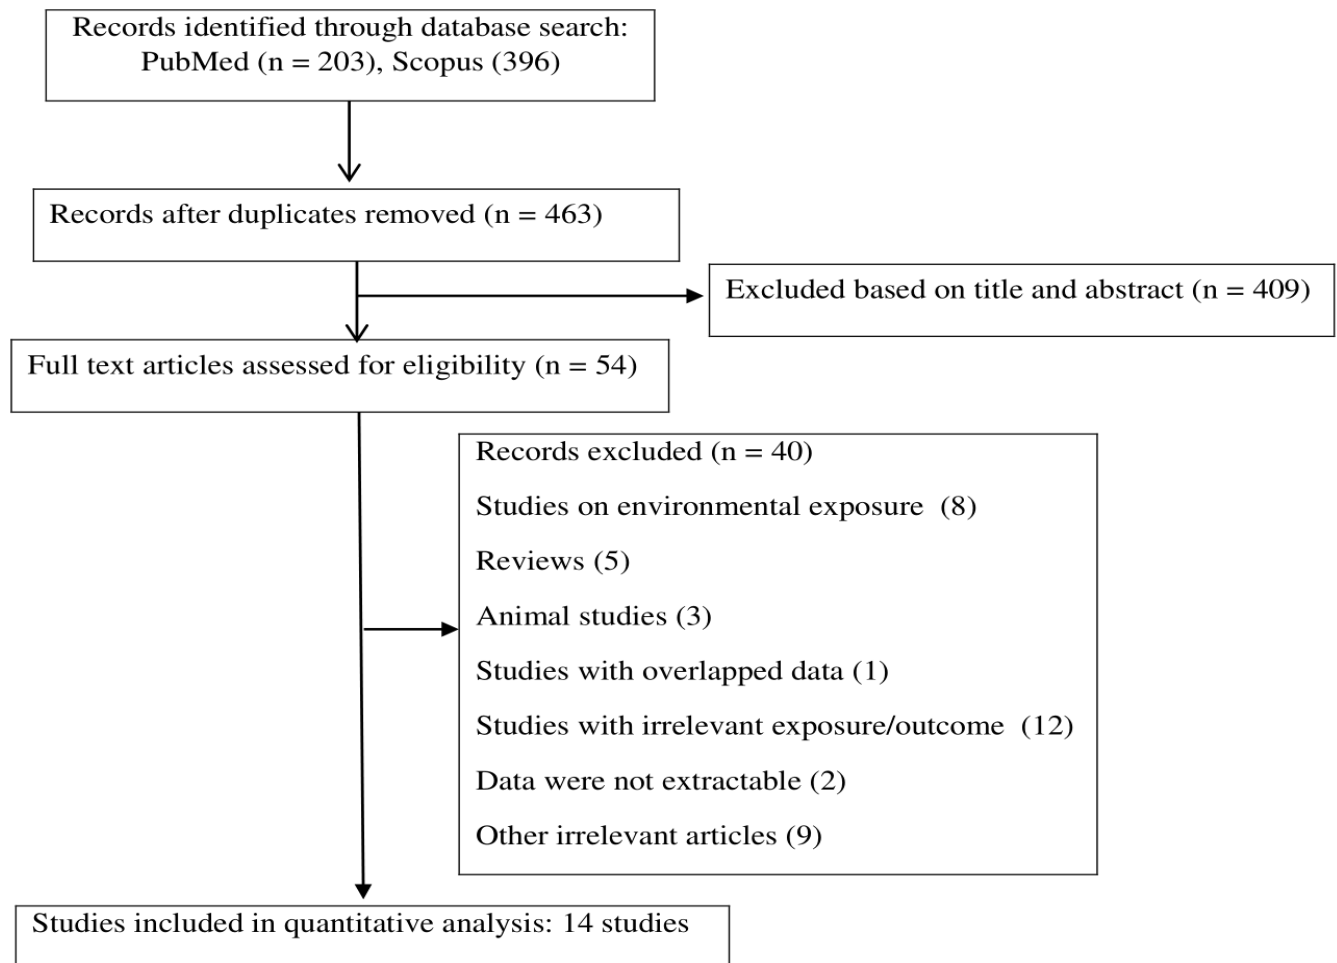 Records identified through database search:
PubMed (n = 203), Scopus (396)
Records after duplicates removed (n = 463)
Excluded based on title and abstract (n = 409)
Full text articles assessed for eligibility (n = 54)
Records excluded (n = 40)
Studies on environmental exposure (8)
Reviews (5)
Animal studies (3)
Studies with overlapped data (1)
Studies with irrelevant exposure/outcome (12)
Data were not extractable (2)
Other irrelevant articles (9)
Studies included in quantitative analysis: 14 studies